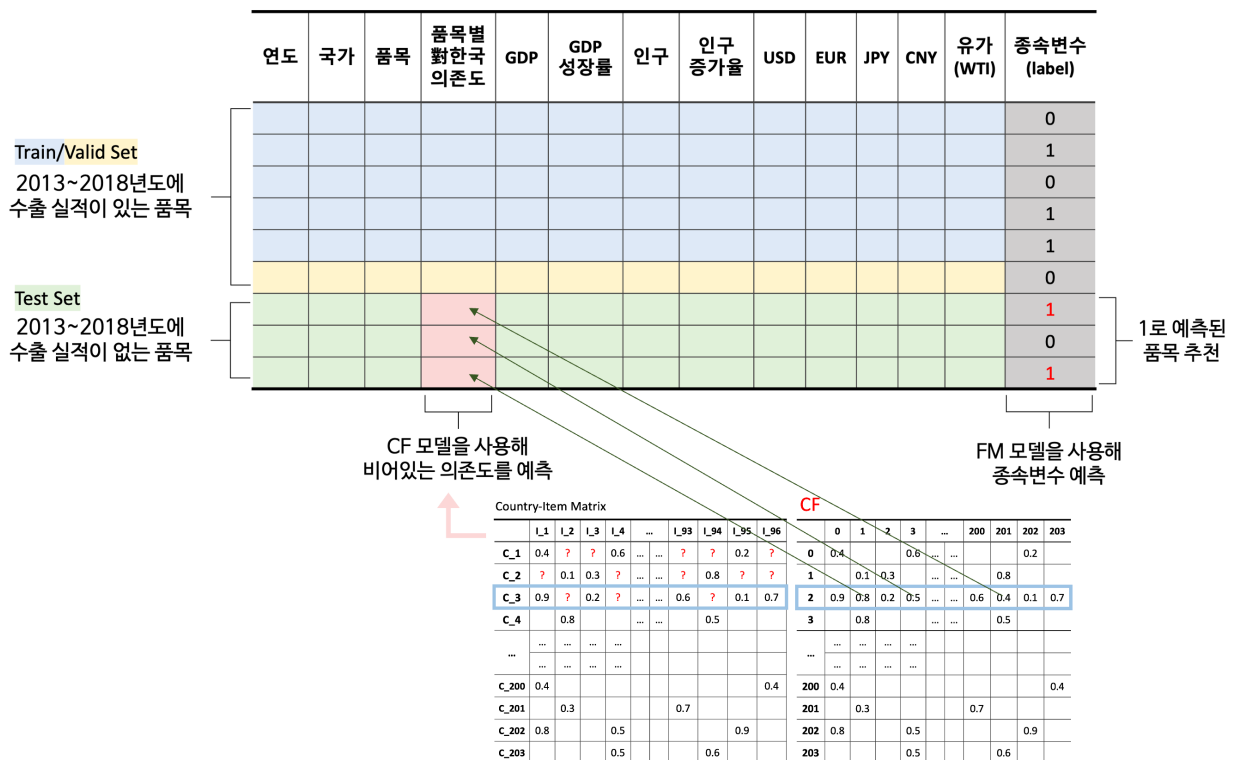 연도 국가 품목 품목별 對한국 의존도 GDP GDP 성장률 인구 인구 증가율 USD EUR JPY CNY 유가 (WTI) 종속변수 (label)
0
1
0
1
1
0
1
0
1
Train/Valid Set
2013~2018년도에
수출 실적이 있는 품목
Test Set
2013~2018년도에
수출 실적이 없는 품목
1로 예측된
품목 추천
CF 모델을 사용해
비어있는 의존도를 예측
FM 모델을 사용해
종속변수 예측
Country-Item Matrix
I_1 I_2 I_3 I_4 ... I_93 I_94 I_95 I_96
C_1 0.4 ? ? 0.6 ... ... ? ? 0.2 ?
C_2 ? 0.1 0.3 ? ... ... ? 0.8 ? ?
C_3 0.9 ? 0.2 ? ... ... 0.6 ? 0.1 0.7
C_4 0.8 ... ... 0.5
... ... ... ... ...
... ... ... ...
C_200 0.4 0.4
C_201 0.3 0.7
C_202 0.8 0.5 0.9
C_203 0.5 0.6
CF
0 1 2 3 ... 200 201 202 203
0 0.4 0.6 ... ... 0.2
1 0.1 0.3 ... ... 0.8
2 0.9 0.8 0.2 0.5 ... ... 0.6 0.4 0.1 0.7
3 0.8 ... ... 0.5
... ... ... ... ...
... ... ... ...
200 0.4 0.4
201 0.3 0.7
202 0.8 0.5 0.9
203 0.5 0.6